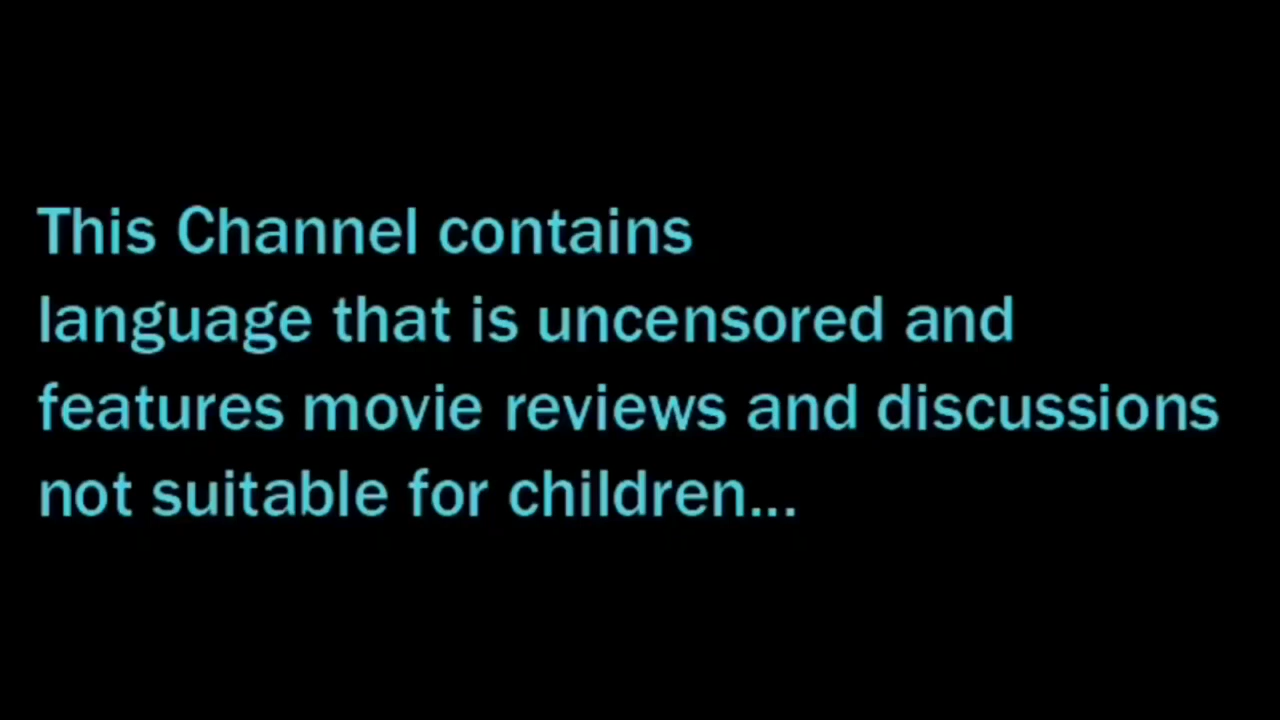 This Channel contains
language that is uncensored and
features movie reviews and discussions
not suitable for children...